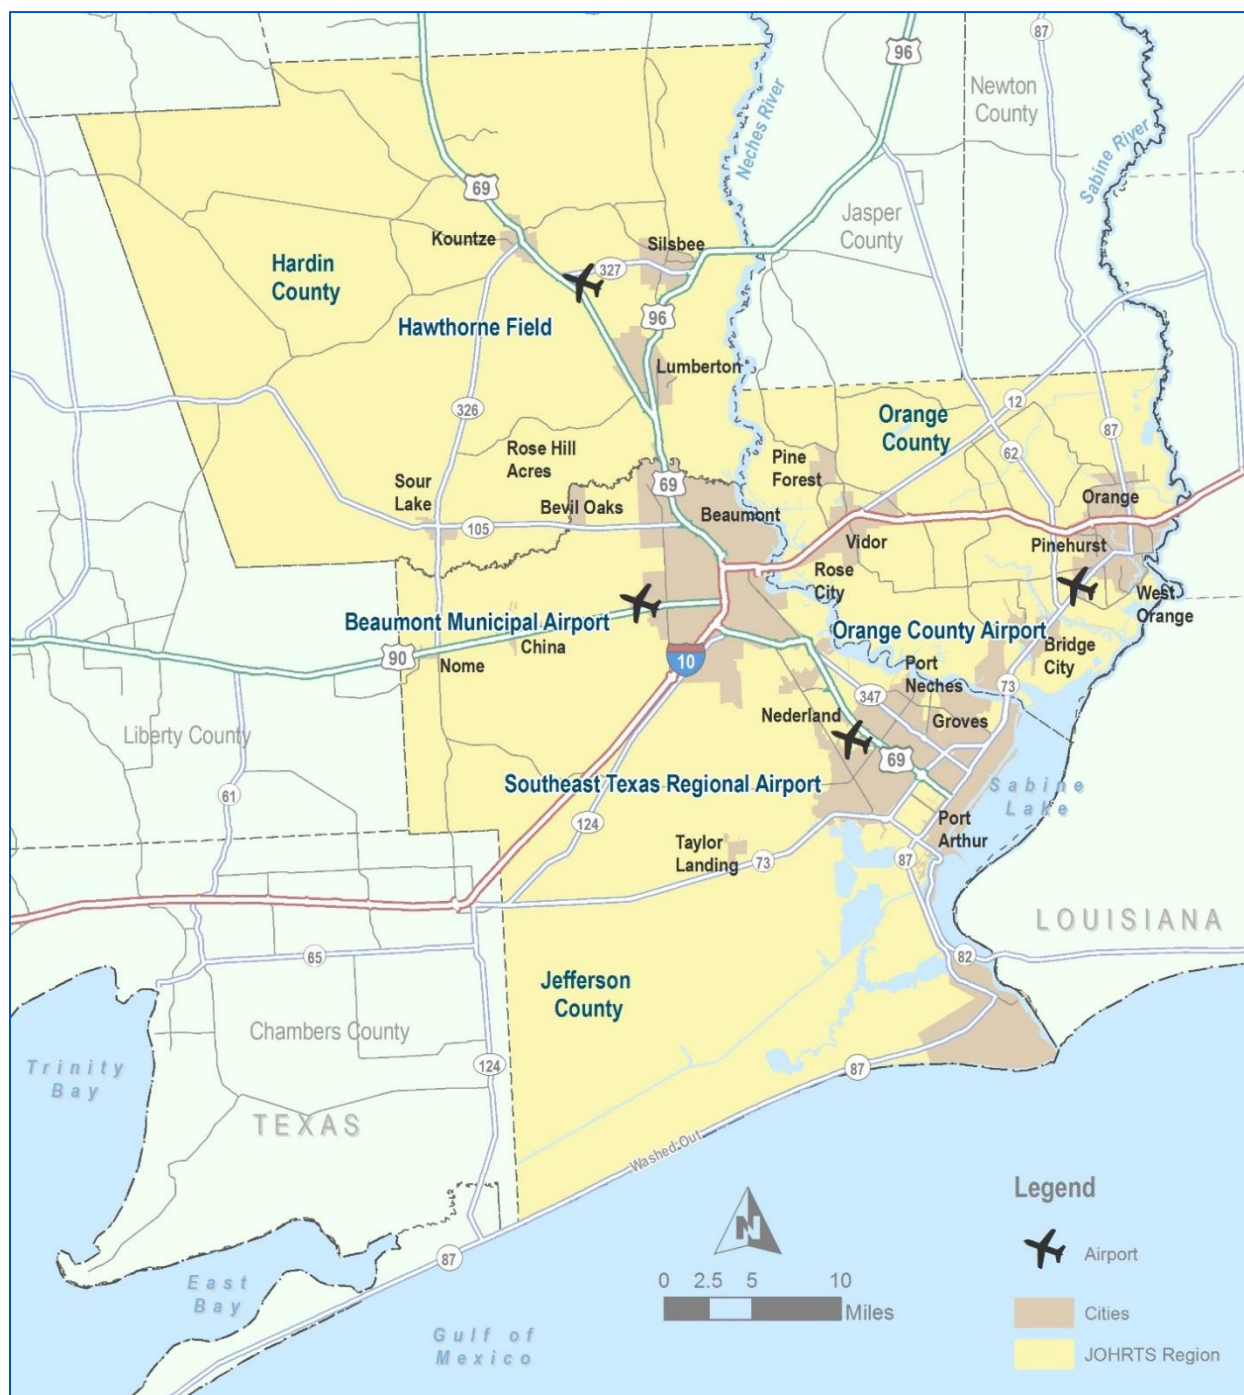 87
96
Newton
County
Neches River
Sabine River
69
Jasper
County
Kountze
Silsbee
Hardin
County
327
Hawthorne Field
96
Lumberton
326
12
Orange
County
87
62
Rose Hill
Acres
Pine
Forest
Sour
Lake
69
Orange
Bevil Oaks
Beaumont
105
Vidor
Pinehurst
Rose
City
West
Orange
Beaumont Municipal Airport
Orange County Airport
China
Bridge
City
90
Nome
10
Port
Neches
73
347
Nederland
Groves
Liberty County
69
Southeast Texas Regional Airport
Sabine
Lake
61
124
Port
Arthur
Taylor
Landing
73
87
LOUISIANA
65
82
Jefferson
County
Chambers County
Trinity
Bay
124
87
TEXAS
Washed Out
Legend
N
87
Airport
0 2.5 5 10
Miles
East
Bay
Cities
Gulf of
Mexico
JOHRTS Region